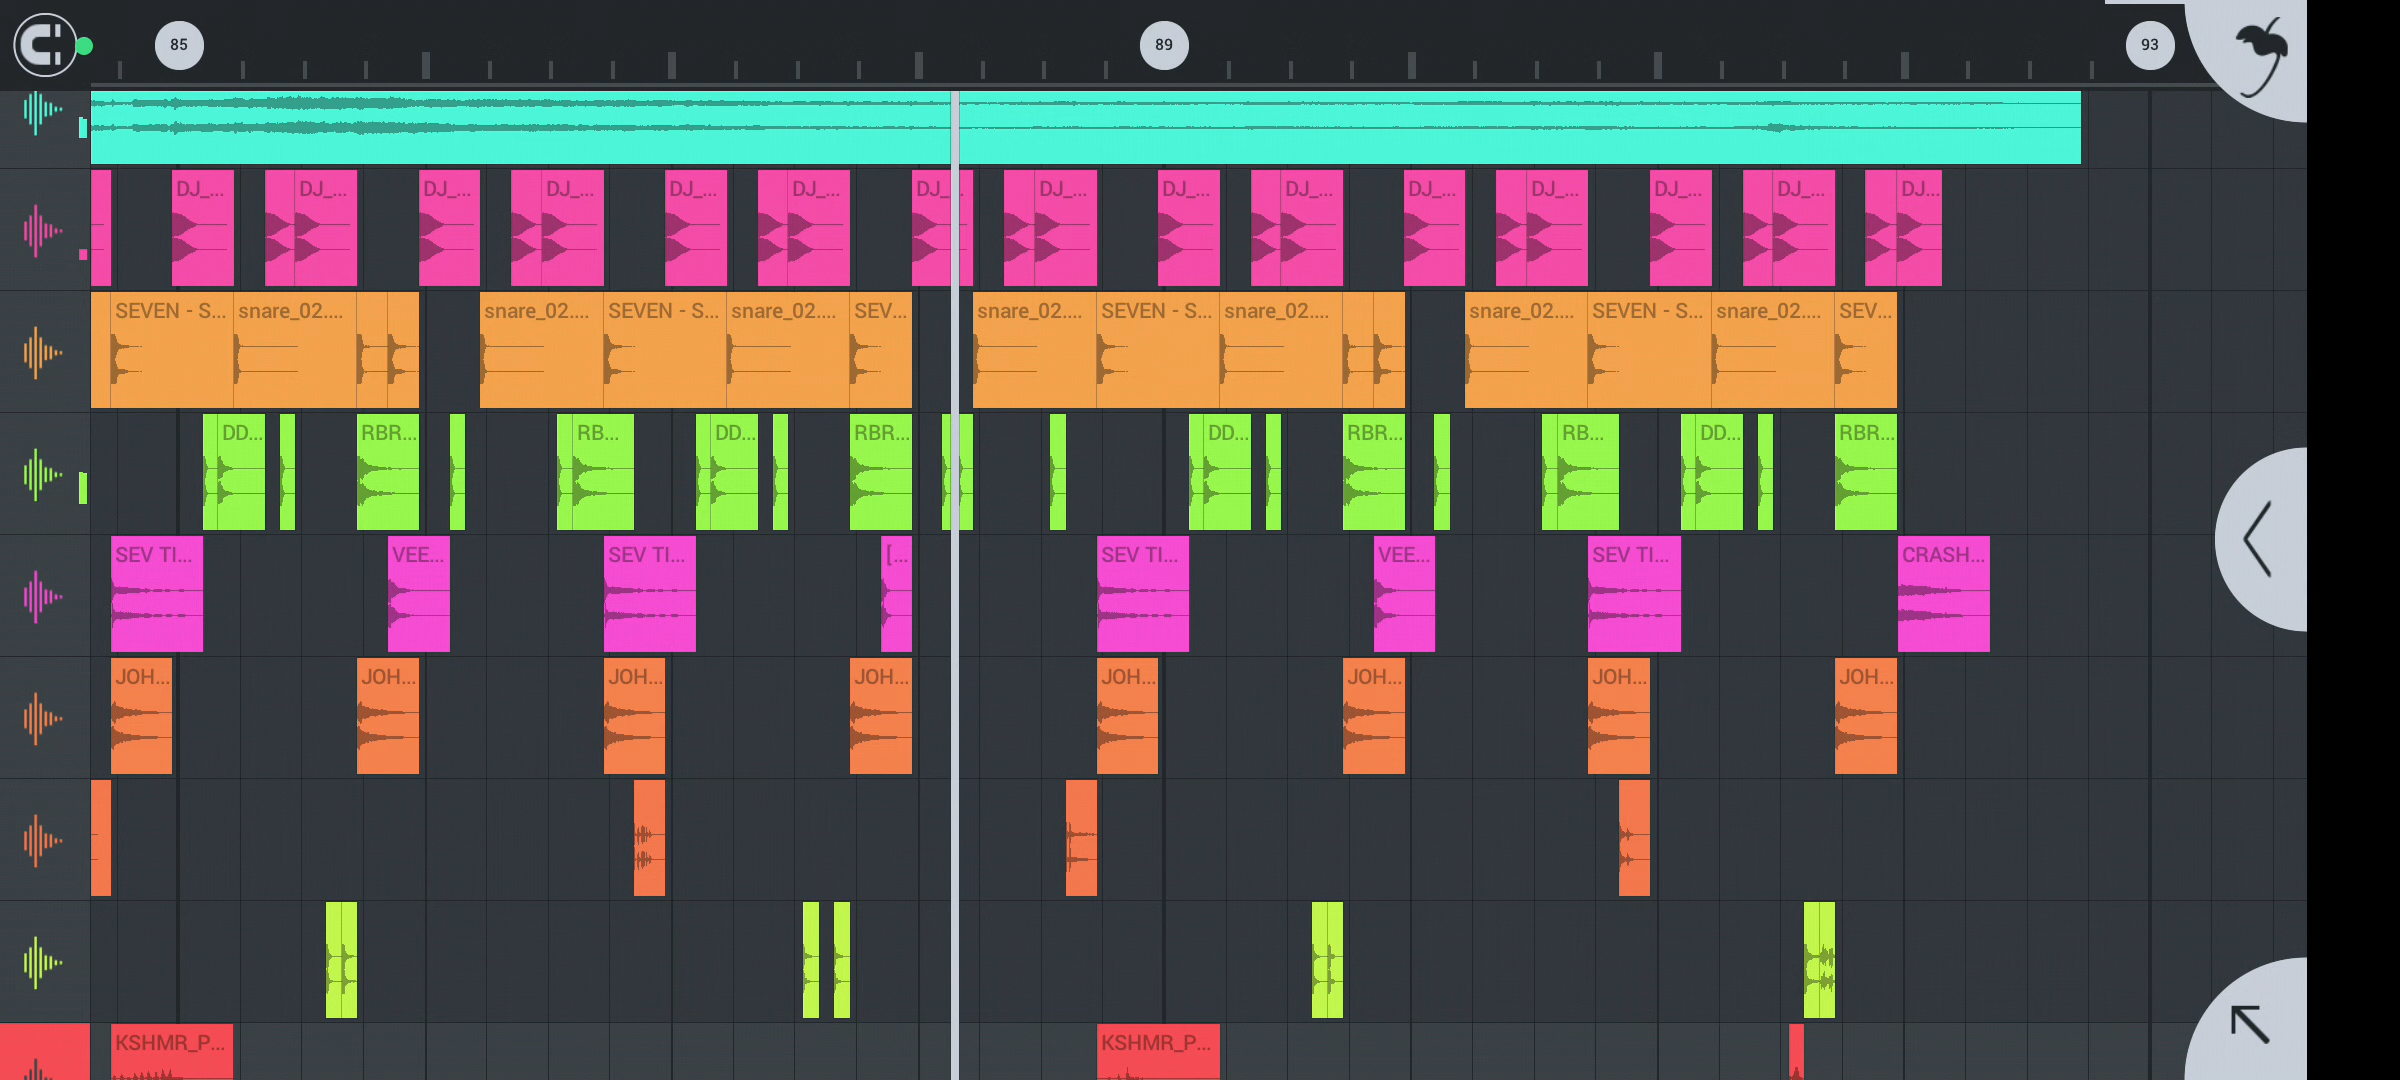 85 89 93
DJ_... DJ_... DJ_... DJ_... DJ_... DJ_... DJ_ DJ_... DJ_... DJ_... DJ_... DJ_... DJ_... DJ_... DJ...
SEVEN - S... snare_02.... snare_02.... SEVEN - S... snare_02.... SEV... snare_02.... SEVEN - S... snare_02.... snare_02.... SEVEN - S... snare_02.... SEV...
DD... RBR... RB... DD... RBR... DD... RBR... RB... DD... RBR...
SEV TI... VEE... SEV TI... [... SEV TI... VEE... SEV TI... CRASH...
JOH... JOH... JOH... JOH... JOH... JOH... JOH... JOH...
KSHMR_P... KSHMR_P...